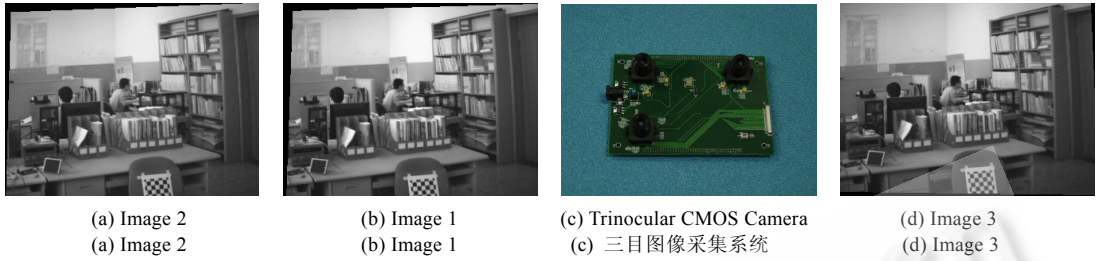 (a) Image 2 (b) Image 1 (c) Trinocular CMOS Camera (d) Image 3
(a) Image 2 (b) Image 1 (c) 三目图像采集系统 (d) Image 3